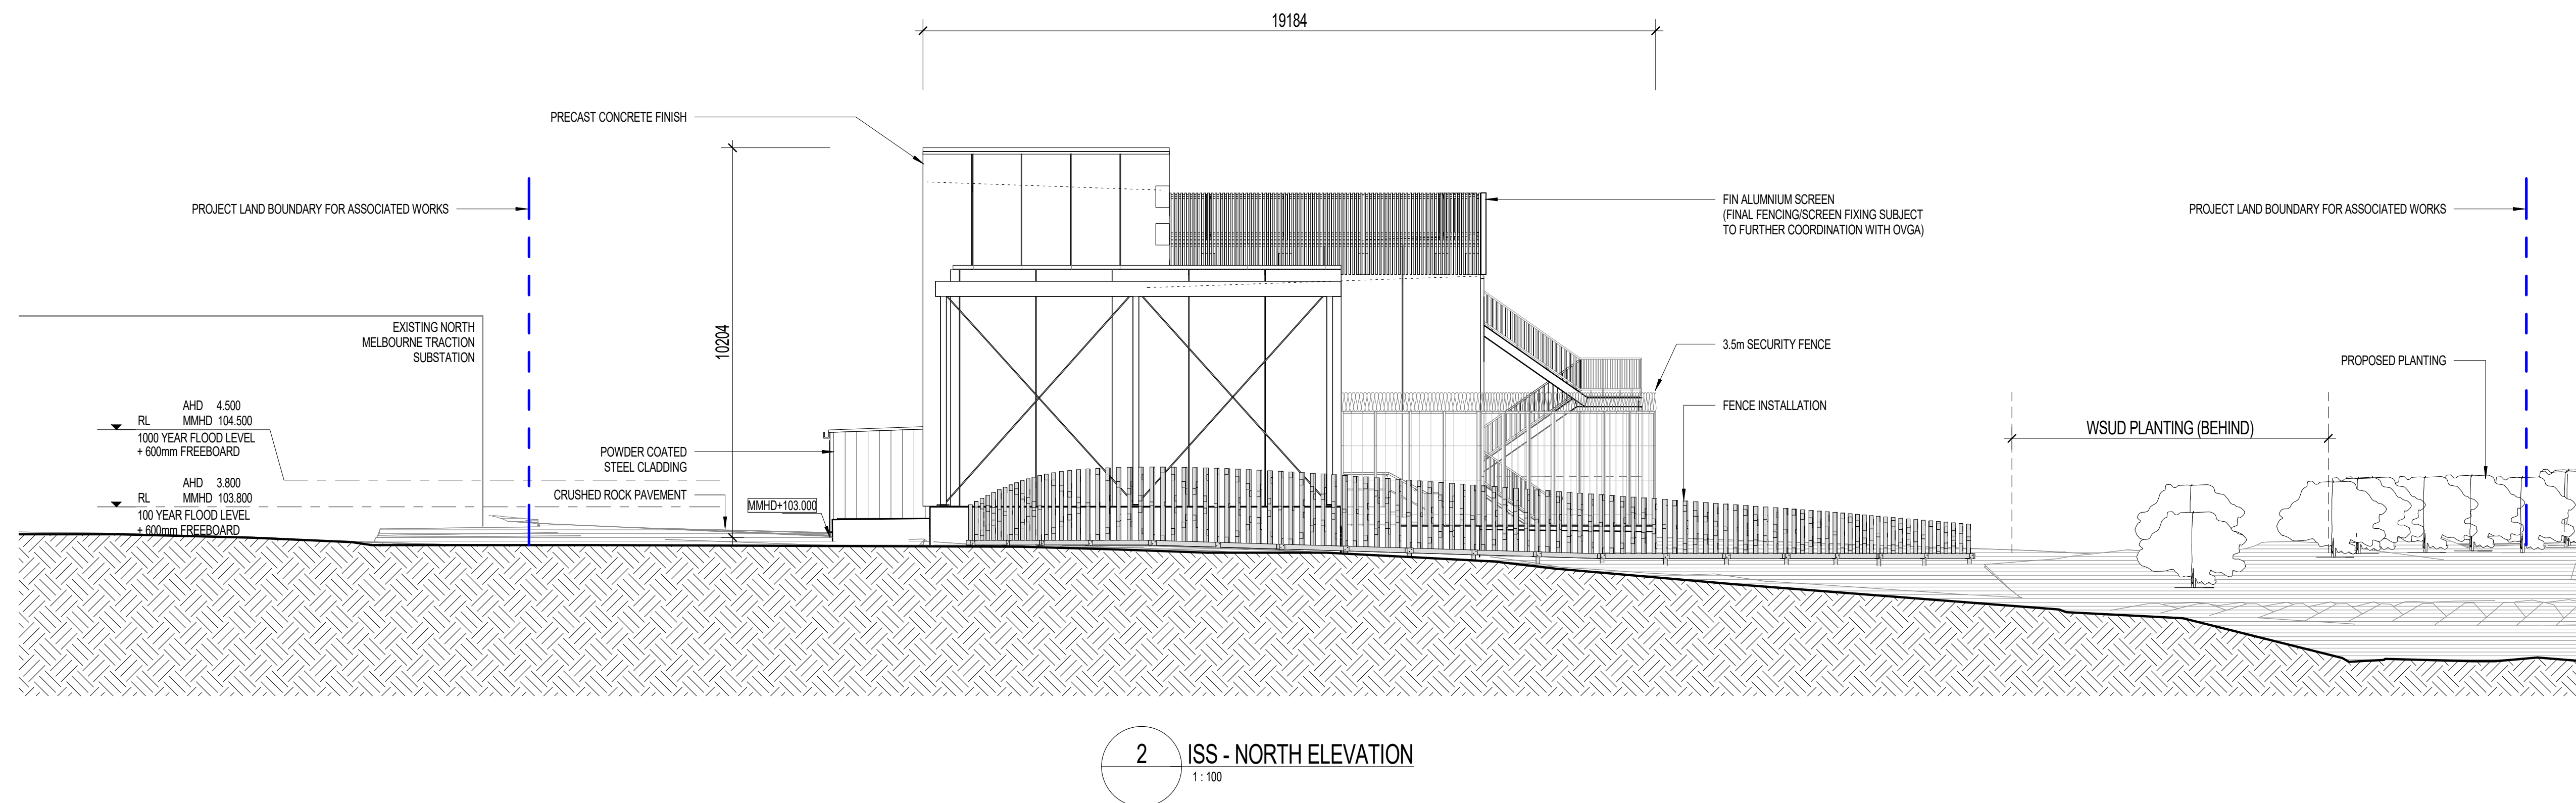 19184
PRECAST CONCRETE FINISH
PROJECT LAND BOUNDARY FOR ASSOCIATED WORKS
FIN ALUMNIUM SCREEN
(FINAL FENCING/SCREEN FIXING SUBJECT
TO FURTHER COORDINATION WITH OVGA)
PROJECT LAND BOUNDARY FOR ASSOCIATED WORKS
EXISTING NORTH
MELBOURNE TRACTION
SUBSTATION
10204
3.5m SECURITY FENCE
PROPOSED PLANTING
AHD 4.500
RL MMHD 104.500
1000 YEAR FLOOD LEVEL
+ 600mm FREEBOARD
FENCE INSTALLATION
WSUD PLANTING (BEHIND)
POWDER COATED
STEEL CLADDING
AHD 3.800
RL MMHD 103.800
100 YEAR FLOOD LEVEL
+ 600mm FREEBOARD
CRUSHED ROCK PAVEMENT
MMHD+103.000
2 ISS - NORTH ELEVATION
1 : 100